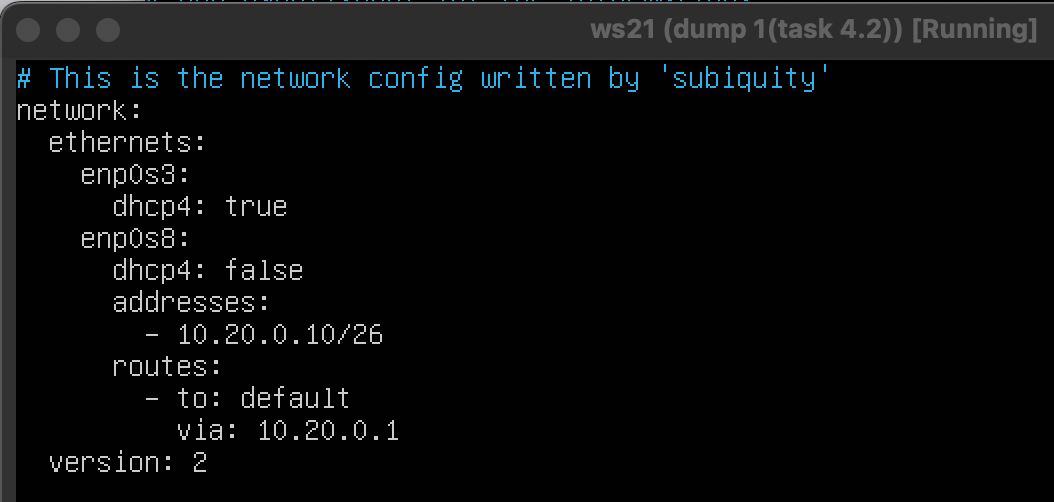 ws21 (dump 1(task 4.2)) [Running]
# This is the network config written by 'subiquity'
network:
  ethernets:
    enp0s3:
      dhcp4: true
    enp0s8:
      dhcp4: false
      addresses:
        - 10.20.0.10/26
      routes:
        - to: default
          via: 10.20.0.1
  version: 2